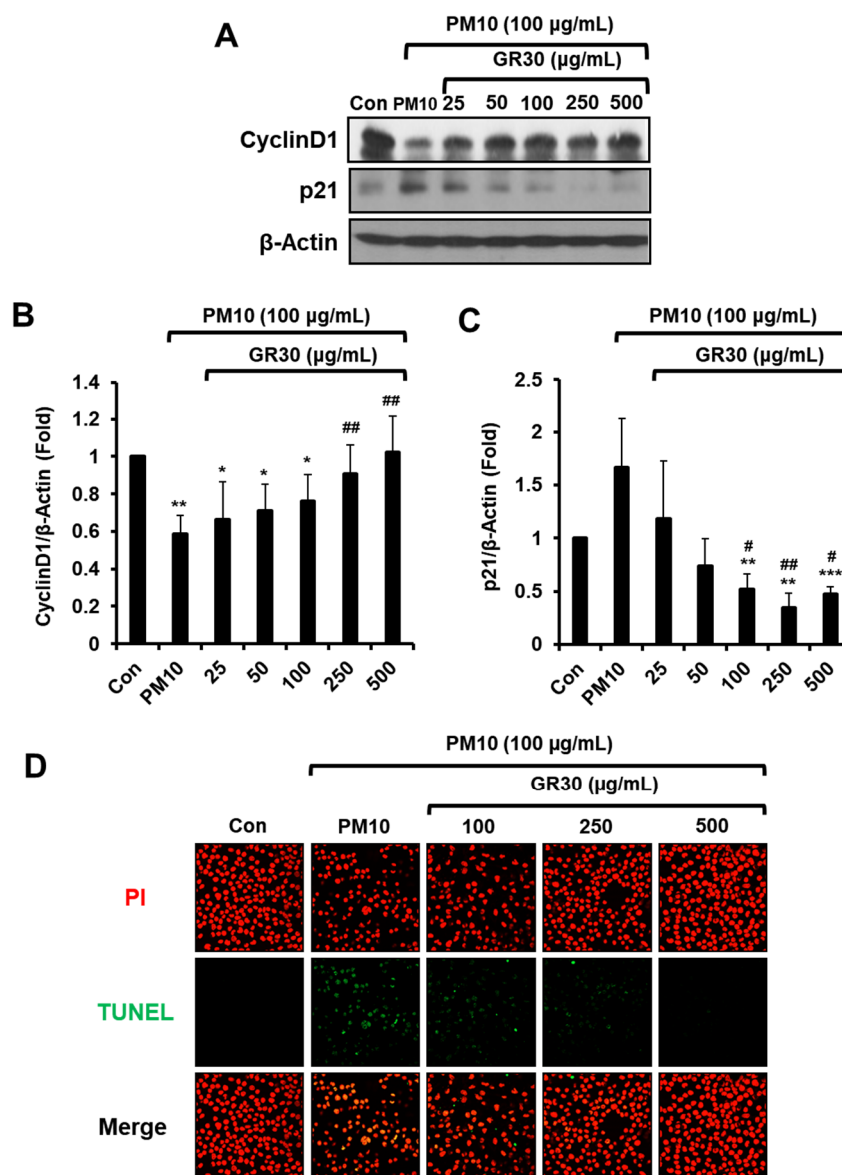 A
PM10 (100 µg/mL)
GR30 (µg/mL)
Con PM10 25 50 100 250 500
CyclinD1
p21
β-Actin
B
PM10 (100 µg/mL)
GR30 (µg/mL)
CyclinD1/β-Actin (Fold)
1.4
1.2
1
0.8
0.6
0.4
0.2
0
** * * * ## ##
Con PM10 25 50 100 250 500
C
PM10 (100 µg/mL)
GR30 (µg/mL)
p21/β-Actin (Fold)
2.5
2
1.5
1
0.5
0
# ## #
** ** ***
Con PM10 25 50 100 250 500
D
PM10 (100 µg/mL)
GR30 (µg/mL)
Con PM10 100 250 500
PI
TUNEL
Merge